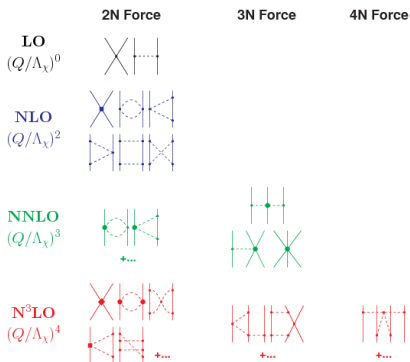 2N Force 3N Force 4N Force
LO
(Q/Λχ)⁰
NLO
(Q/Λχ)²
NNLO
(Q/Λχ)³
+...
N³LO
(Q/Λχ)⁴
+... +... +...